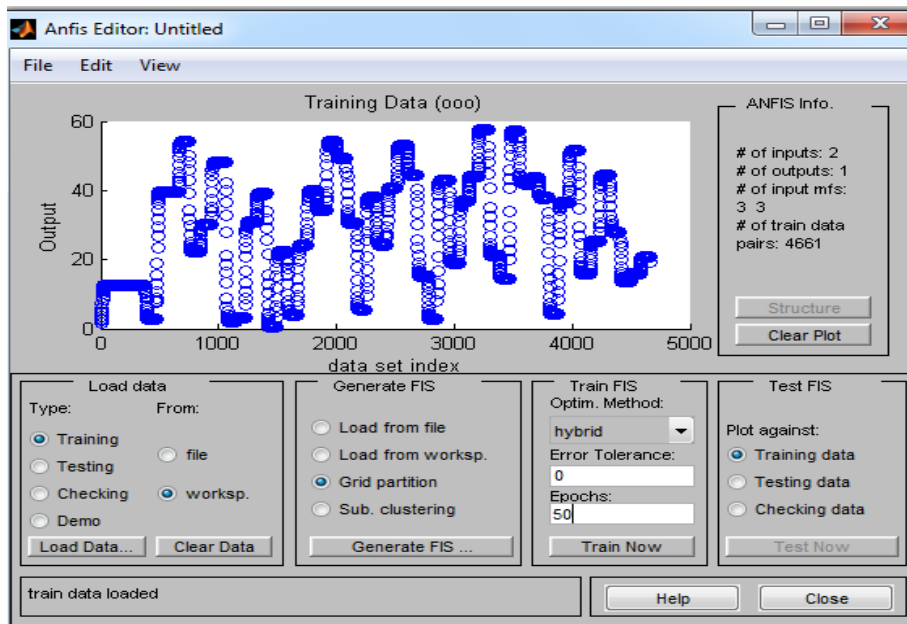 Anfis Editor: Untitled
File Edit View
Training Data (ooo)
60
40
20
0
Output
0 1000 2000 3000 4000 5000
data set index
ANFIS Info.
# of inputs: 2
# of outputs: 1
# of input mfs:
3 3
# of train data
pairs: 4661
Structure
Clear Plot
Load data
Type: From:
Training
file
Testing
Checking
worksp.
Demo
Load Data... Clear Data
Generate FIS
Load from file
Load from worksp.
Grid partition
Sub. clustering
Generate FIS ...
Train FIS
Optim. Method:
hybrid
Error Tolerance:
0
Epochs:
50
Train Now
Test FIS
Plot against:
Training data
Testing data
Checking data
Test Now
train data loaded
Help
Close